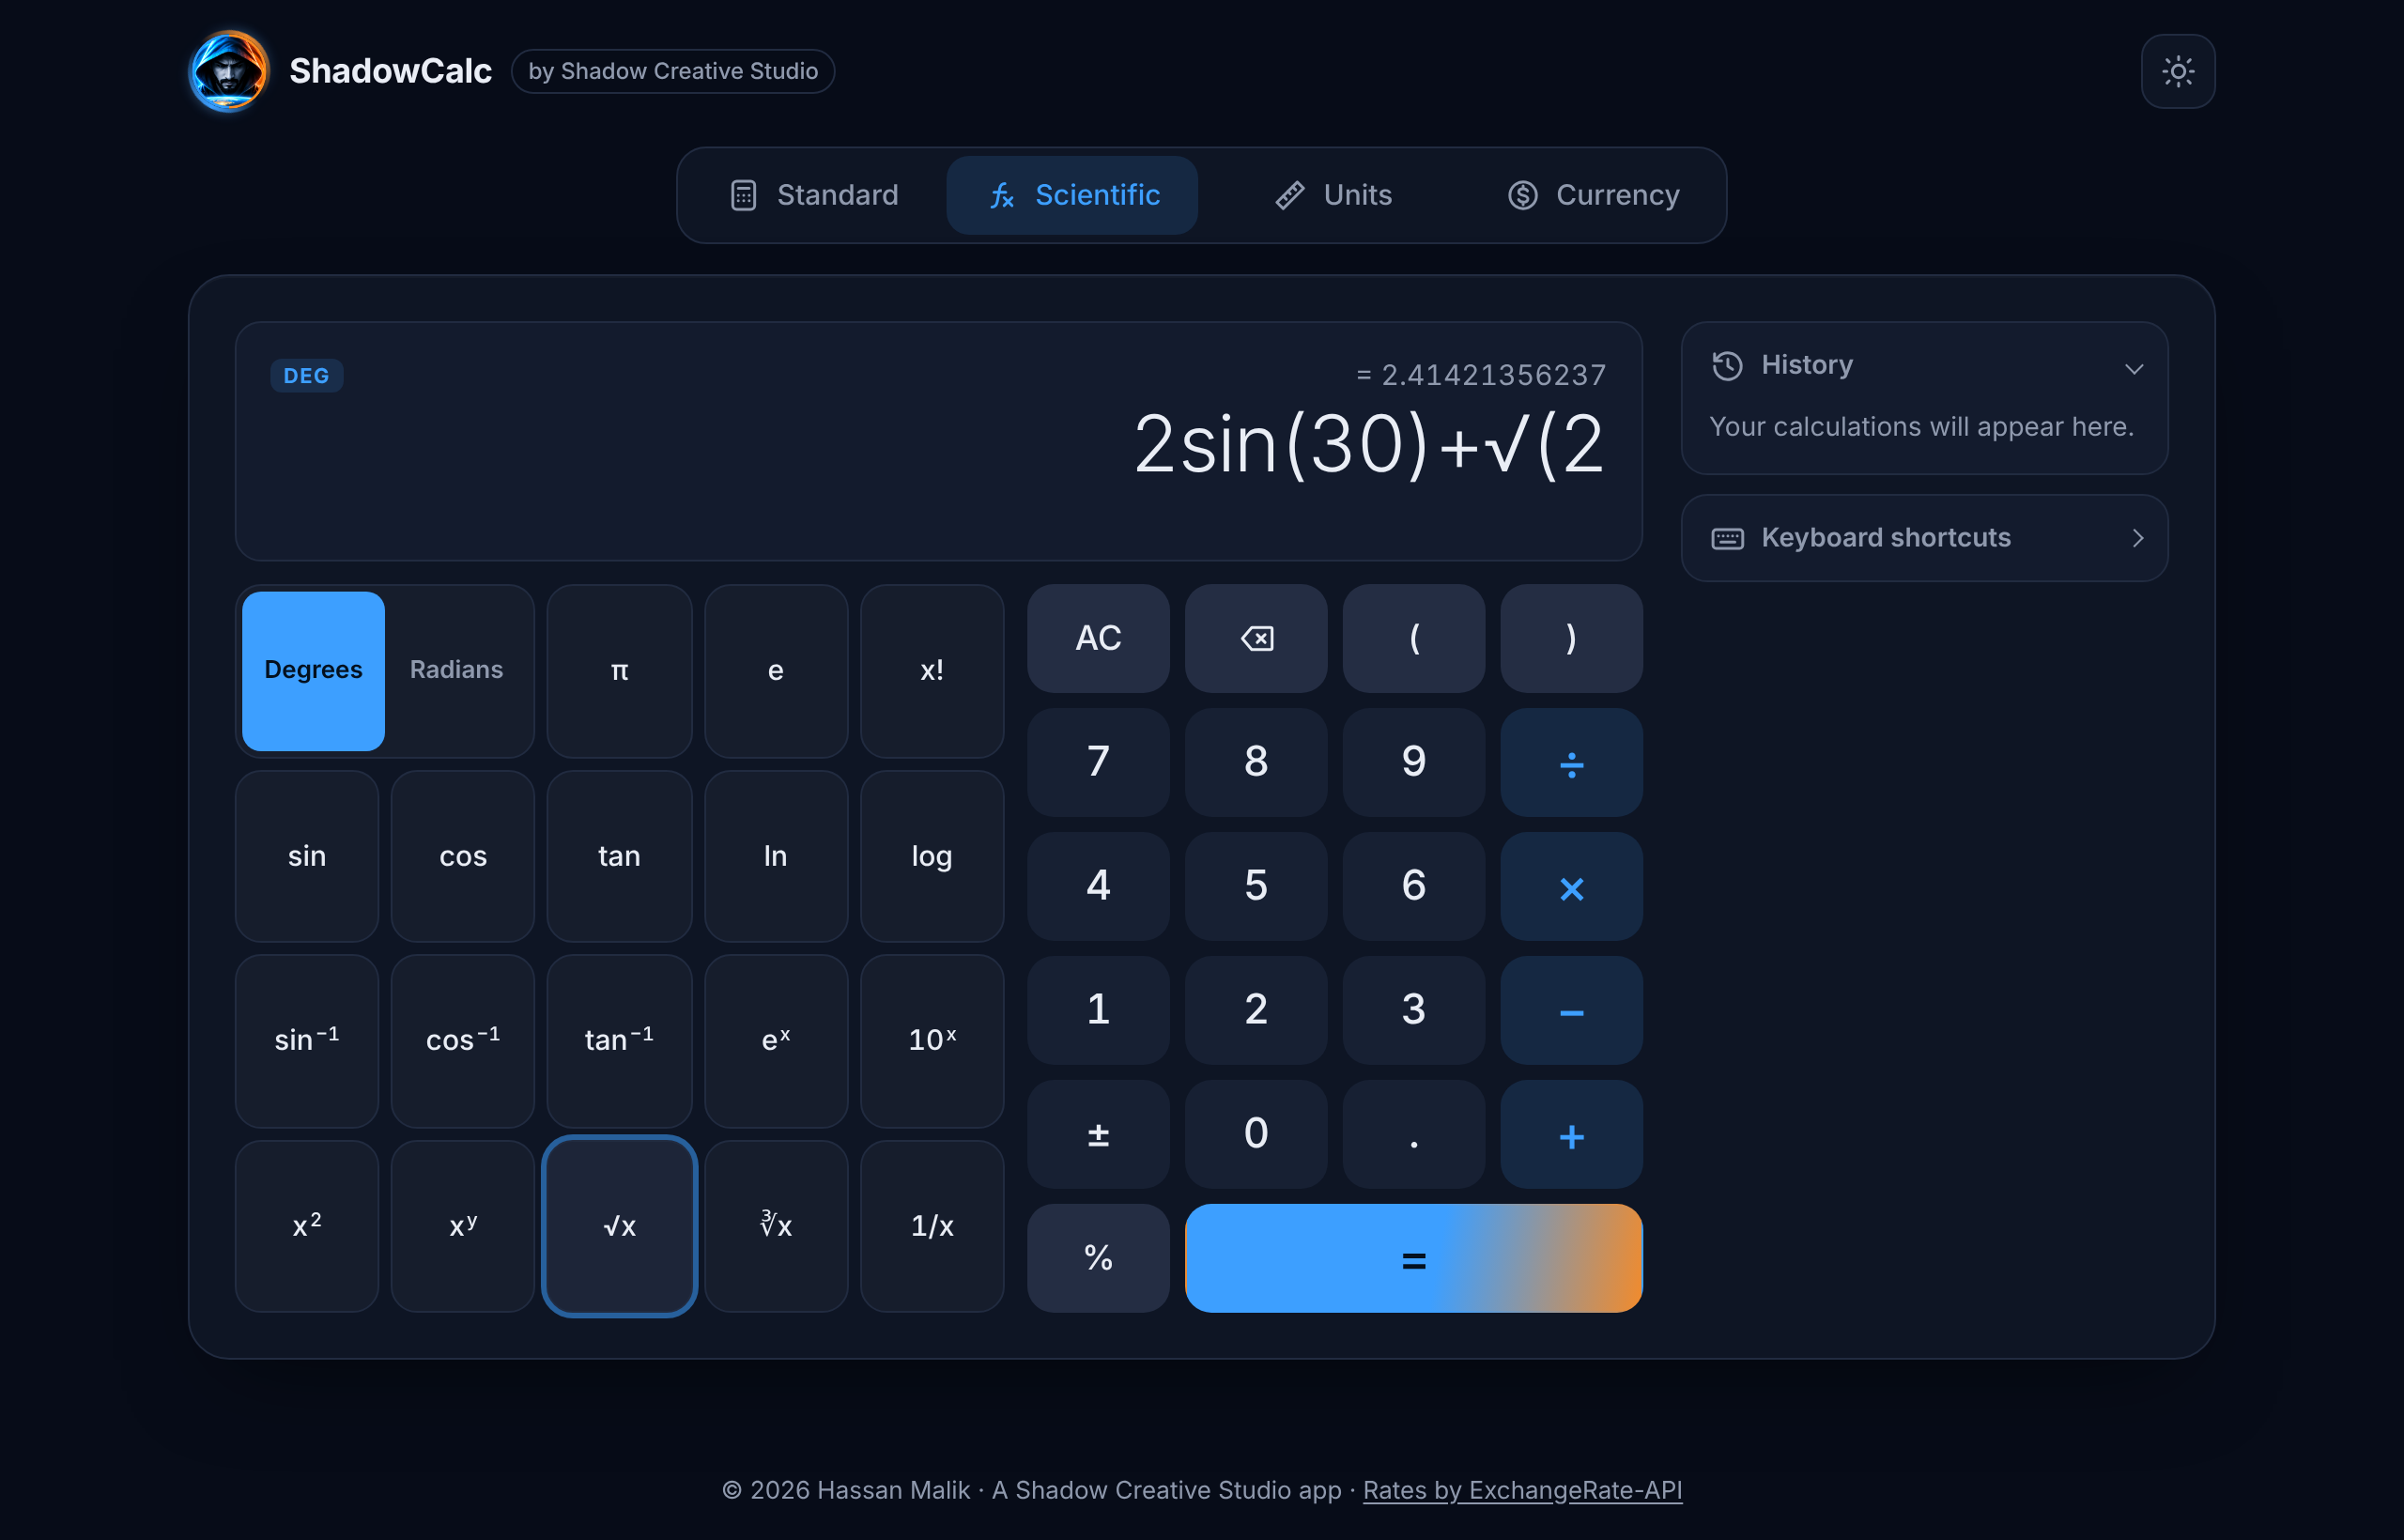 ShadowCalc by Shadow Creative Studio
Standard Scientific Units Currency
DEG
= 2.41421356237
2sin(30)+√(2
History
Your calculations will appear here.
Keyboard shortcuts
Degrees Radians π e x!
sin cos tan ln log
sin⁻¹ cos⁻¹ tan⁻¹ eˣ 10ˣ
x² xʸ √x ∛x 1/x
AC ( )
7 8 9 ÷
4 5 6 ×
1 2 3 −
± 0 . +
% =
© 2026 Hassan Malik · A Shadow Creative Studio app · Rates by ExchangeRate-API